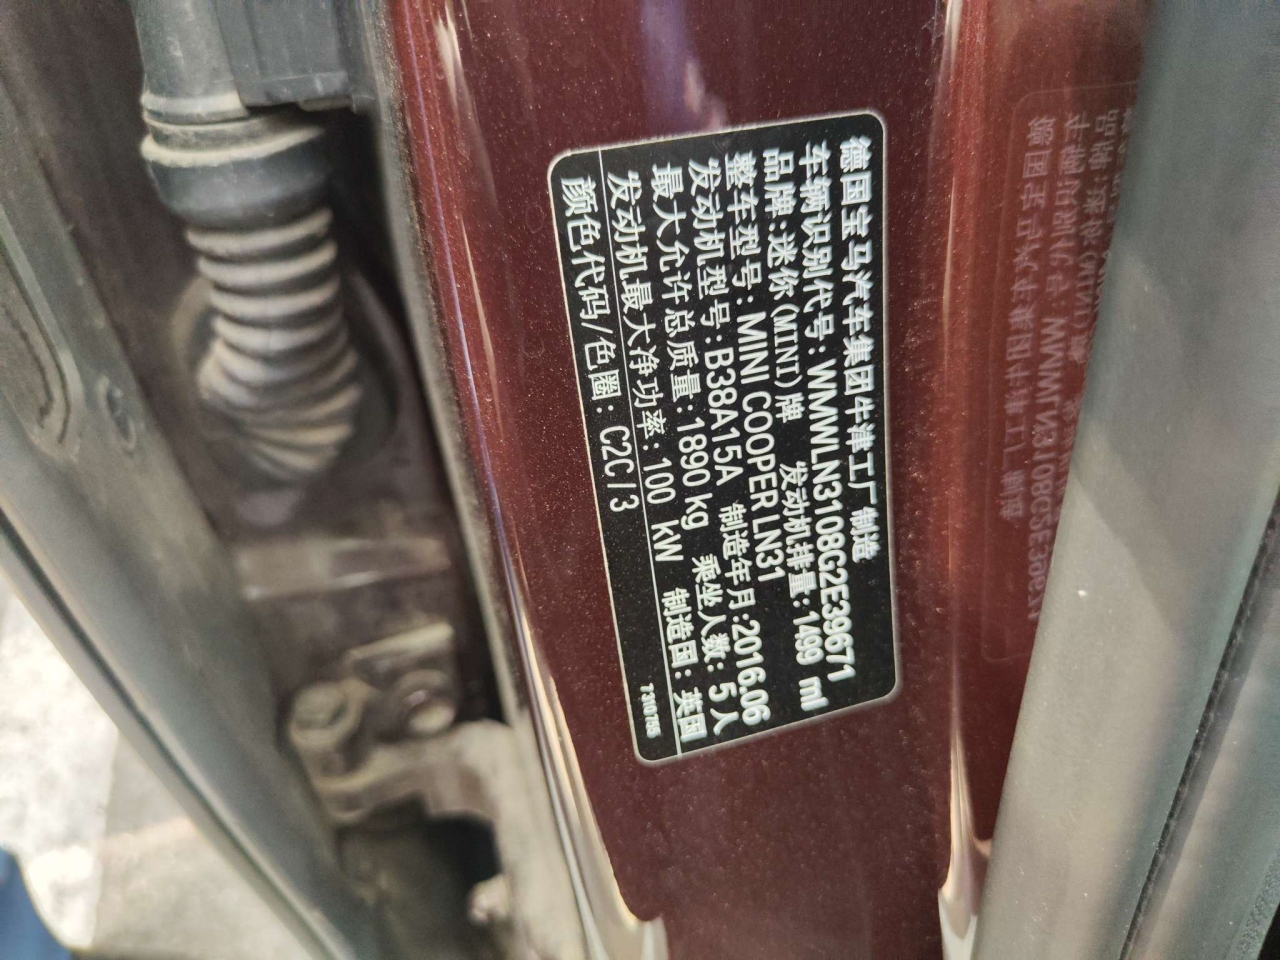 德国宝马汽车集团牛津工厂制造
车辆识别代号:WMWLN3108G2E39671
品牌:迷你(MINI)牌 发动机排量:1499 ml
整车型号:MINI COOPER LN31
发动机型号:B38A15A 制造年月:2016.06
最大允许总质量:1890 kg 乘坐人数:5人
发动机最大净功率:100 kW 制造国:英国
颜色代码/色圈:C2C/3 7310755